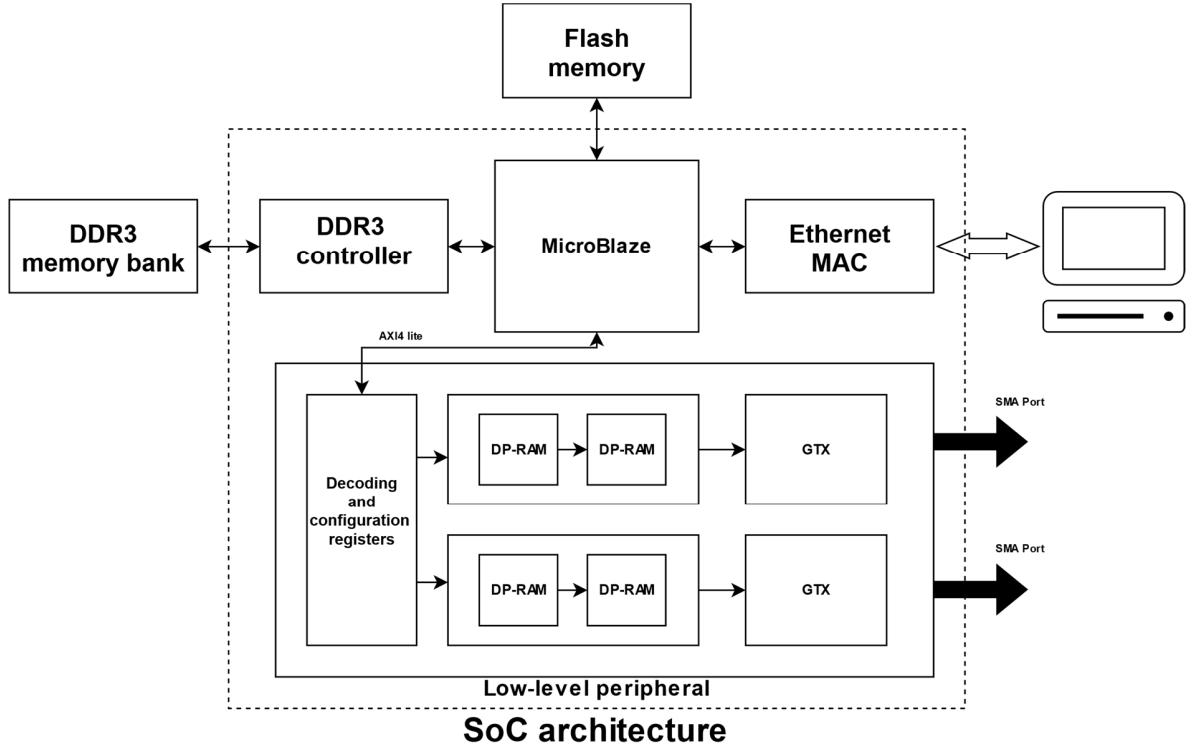 Flash
memory
DDR3
memory bank
DDR3
controller
MicroBlaze
Ethernet
MAC
AXI4 lite
Decoding
and
configuration
registers
DP-RAM
DP-RAM
GTX
SMA Port
DP-RAM
DP-RAM
GTX
SMA Port
Low-level peripheral
SoC architecture